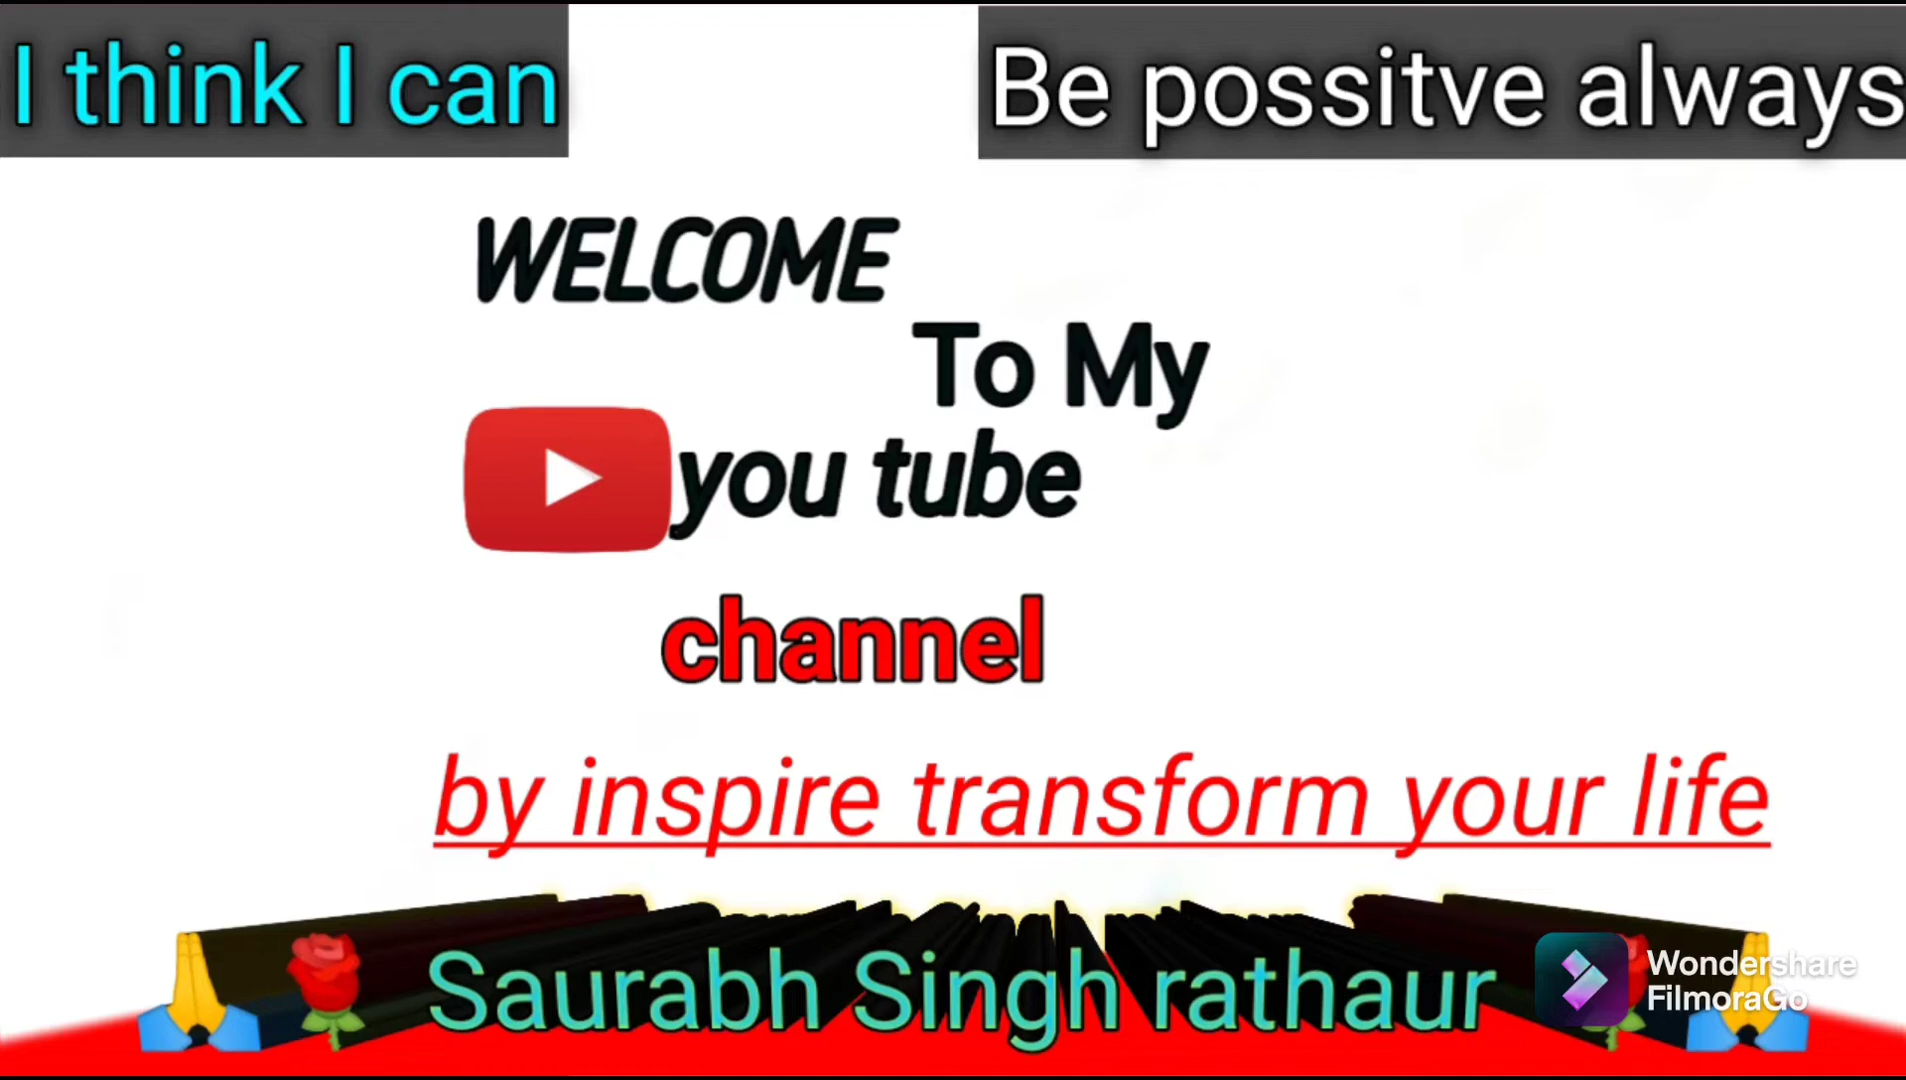 I think I can
Be possitve always
WELCOME
To My
you tube
channel
by inspire transform your life
🙏🌹 Saurabh Singh rathaur 🌹🙏
Wondershare
FilmoraGo